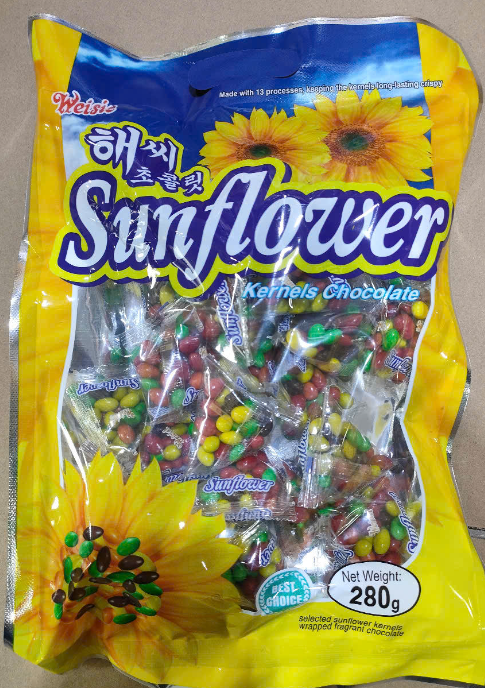 Weisie
Made with 13 processes, keeping the kernels long-lasting crispy
해씨
초콜릿
Sunflower
Kernels Chocolate
Sunflower
Sunflower
BEST
CHOICE
Net Weight:
280g
selected sunflower kernels
wrapped fragrant chocolate